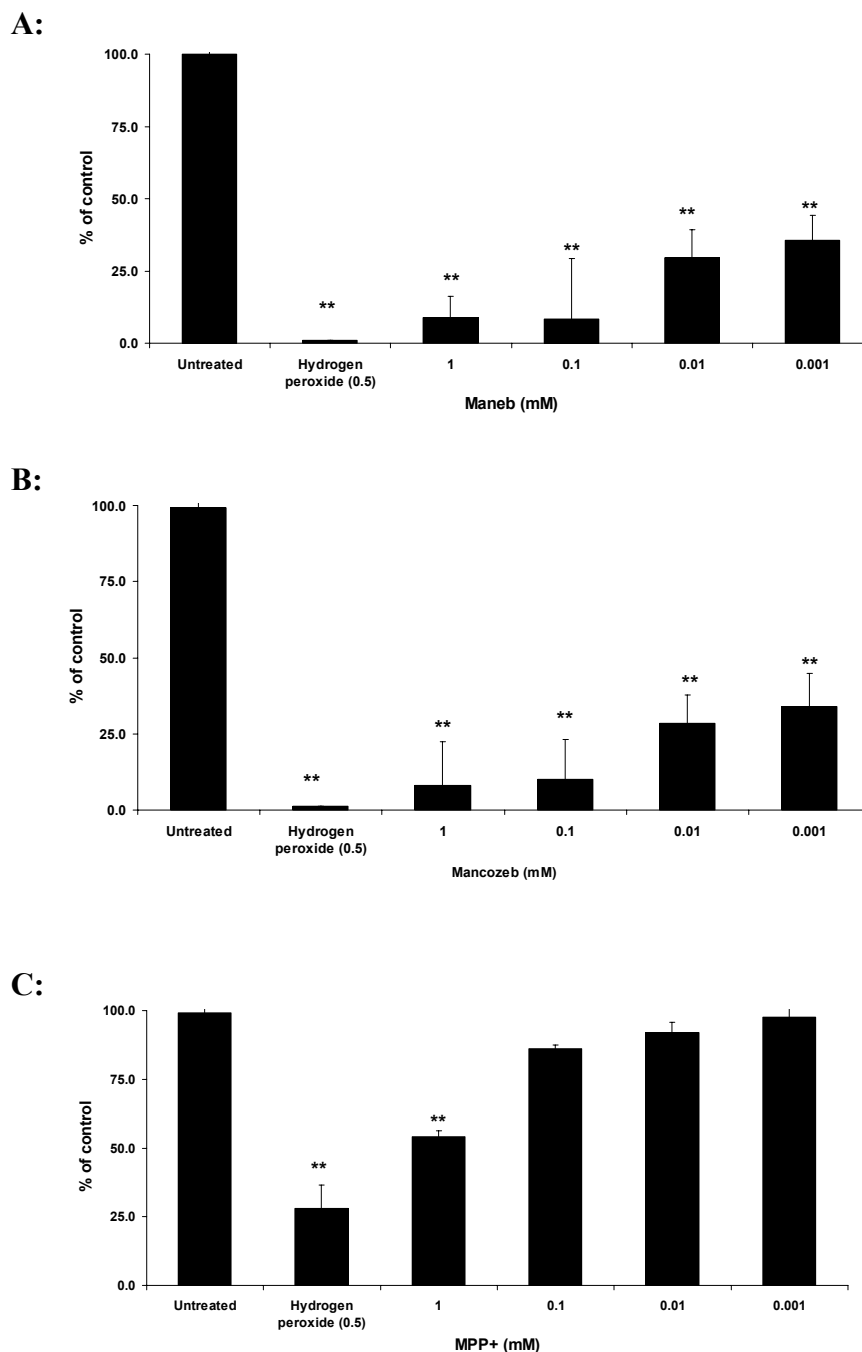 A:
100.0
75.0
50.0
25.0
0.0
% of control
**
**
**
**
**
Untreated
Hydrogen
peroxide (0.5)
1
0.1
0.01
0.001
Maneb (mM)
B:
100.0
75.0
50.0
25.0
0.0
% of control
**
**
**
**
**
Untreated
Hydrogen
peroxide (0.5)
1
0.1
0.01
0.001
Mancozeb (mM)
C:
100.0
75.0
50.0
25.0
0.0
% of control
**
**
Untreated
Hydrogen
peroxide (0.5)
1
0.1
0.01
0.001
MPP+ (mM)